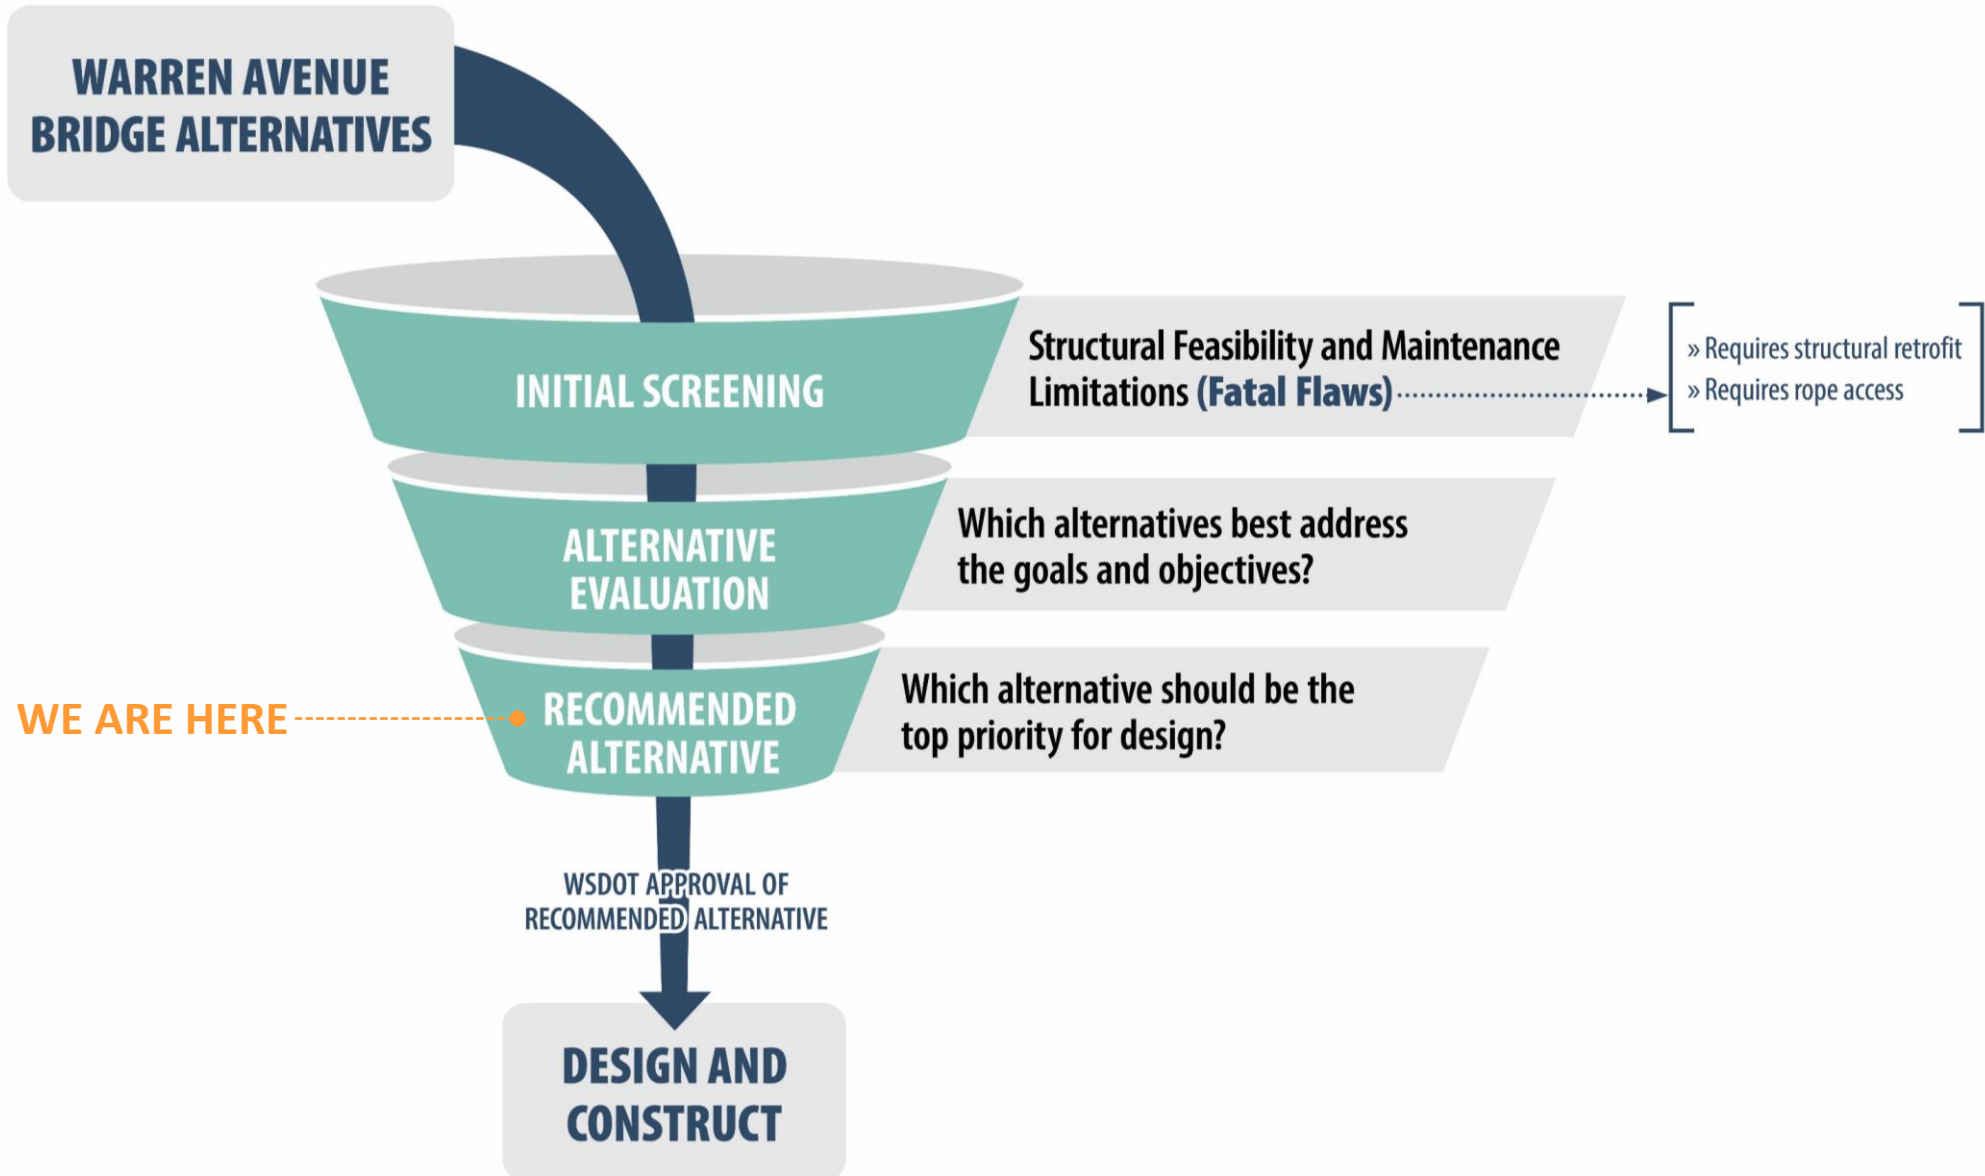 WARREN AVENUE
BRIDGE ALTERNATIVES
INITIAL SCREENING
Structural Feasibility and Maintenance
Limitations (Fatal Flaws)
» Requires structural retrofit
» Requires rope access
ALTERNATIVE
EVALUATION
Which alternatives best address
the goals and objectives?
WE ARE HERE
RECOMMENDED
ALTERNATIVE
Which alternative should be the
top priority for design?
WSDOT APPROVAL OF
RECOMMENDED ALTERNATIVE
DESIGN AND
CONSTRUCT